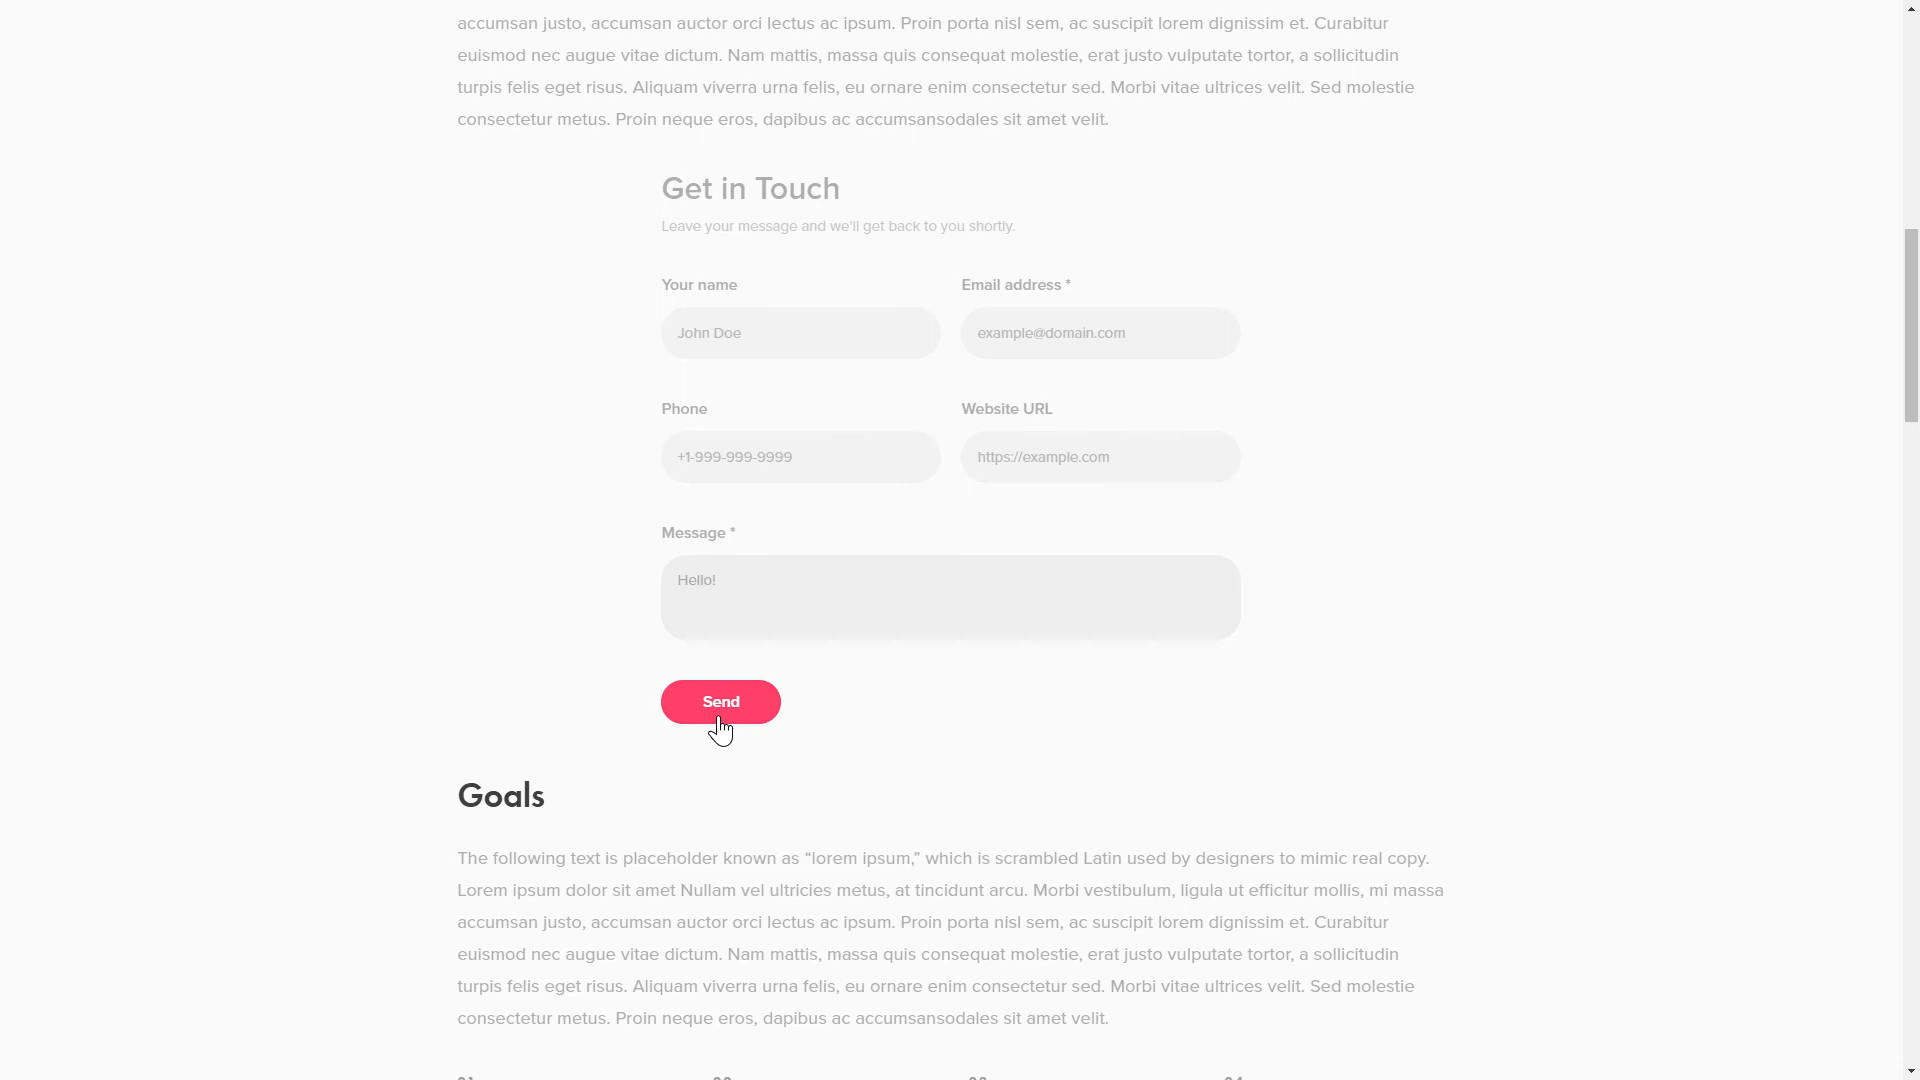 accumsan justo, accumsan auctor orci lectus ac ipsum. Proin porta nisl sem, ac suscipit lorem dignissim et. Curabitur
euismod nec augue vitae dictum. Nam mattis, massa quis consequat molestie, erat justo vulputate tortor, a sollicitudin
turpis felis eget risus. Aliquam viverra urna felis, eu ornare enim consectetur sed. Morbi vitae ultrices velit. Sed molestie
consectetur metus. Proin neque eros, dapibus ac accumsansodales sit amet velit.
Get in Touch
Leave your message and we'll get back to you shortly.
Your name
Email address *
John Doe
example@domain.com
Phone
Website URL
+1-999-999-9999
https://example.com
Message *
Hello!
Send
Goals
The following text is placeholder known as “lorem ipsum,” which is scrambled Latin used by designers to mimic real copy.
Lorem ipsum dolor sit amet Nullam vel ultricies metus, at tincidunt arcu. Morbi vestibulum, ligula ut efficitur mollis, mi massa
accumsan justo, accumsan auctor orci lectus ac ipsum. Proin porta nisl sem, ac suscipit lorem dignissim et. Curabitur
euismod nec augue vitae dictum. Nam mattis, massa quis consequat molestie, erat justo vulputate tortor, a sollicitudin
turpis felis eget risus. Aliquam viverra urna felis, eu ornare enim consectetur sed. Morbi vitae ultrices velit. Sed molestie
consectetur metus. Proin neque eros, dapibus ac accumsansodales sit amet velit.